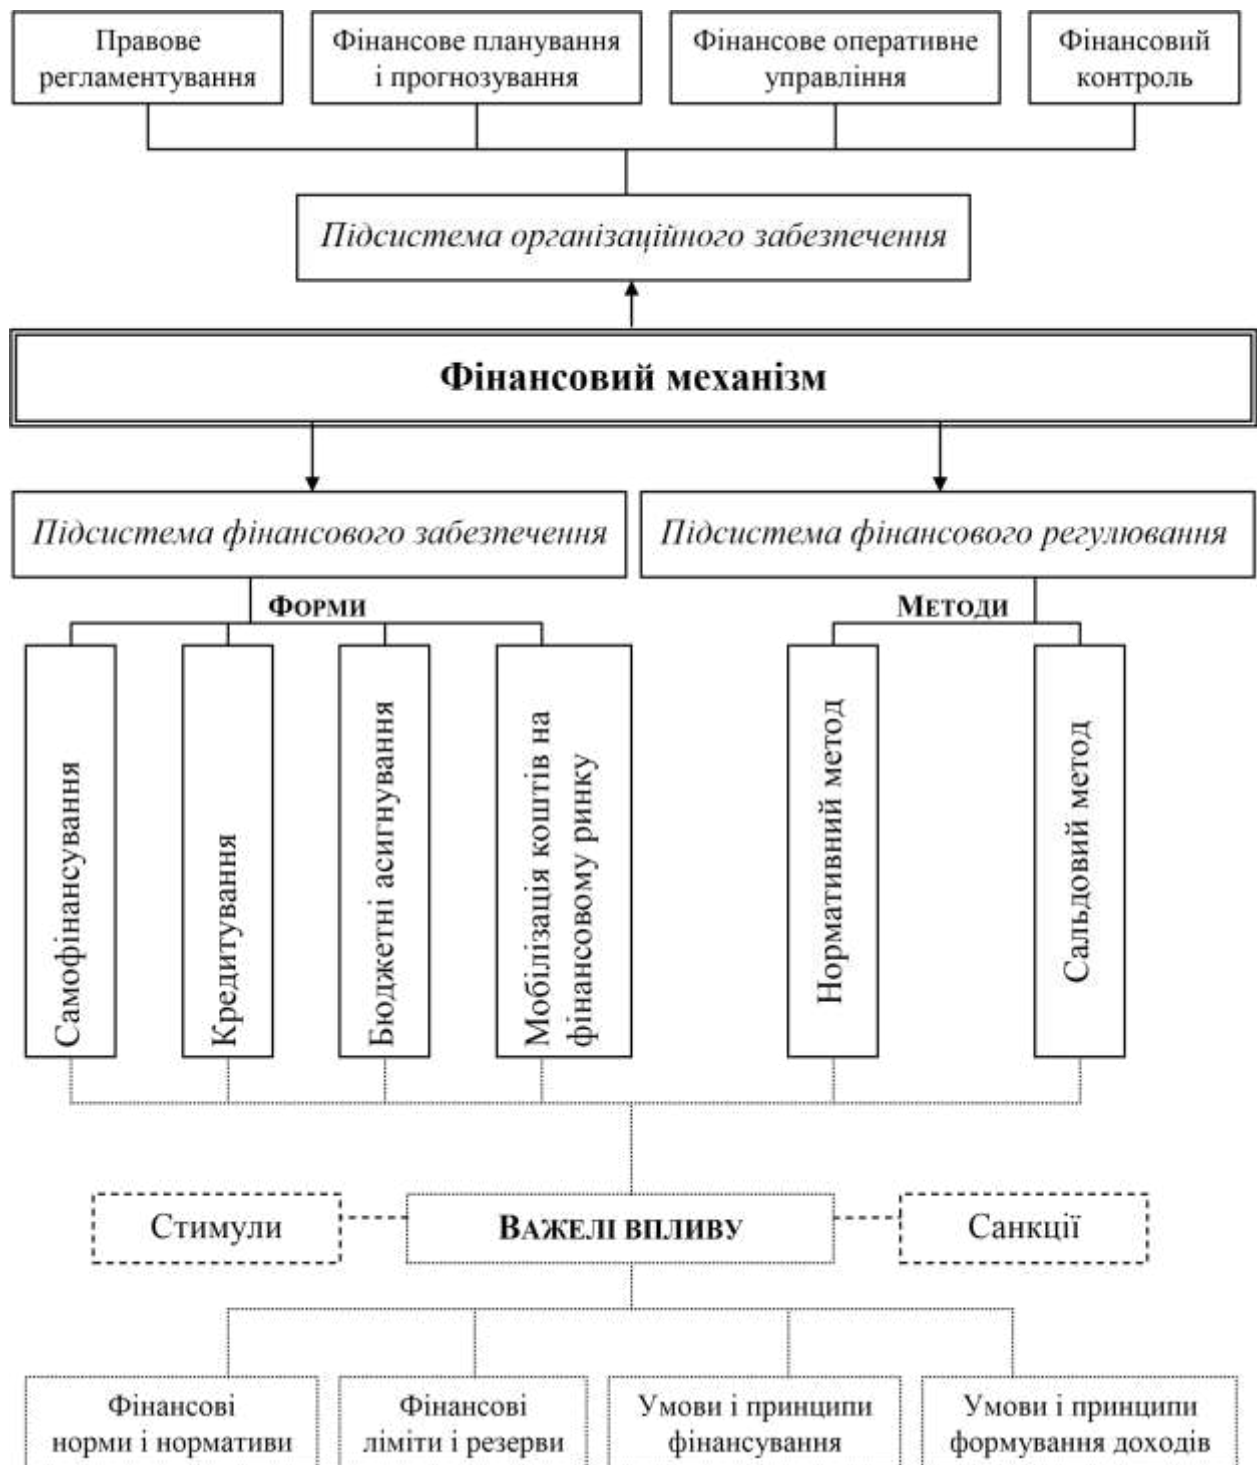 Правове
регламентування
Фінансове планування
і прогнозування
Фінансове оперативне
управління
Фінансовий
контроль
Підсистема організаційного забезпечення
Фінансовий механізм
Підсистема фінансового забезпечення
Підсистема фінансового регулювання
ФОРМИ
МЕТОДИ
Самофінансування
Кредитування
Бюджетні асигнування
Мобілізація коштів на
фінансовому ринку
Нормативний метод
Сальдовий метод
Стимули
ВАЖЕЛІ ВПЛИВУ
Санкції
Фінансові
норми і нормативи
Фінансові
ліміти і резерви
Умови і принципи
фінансування
Умови і принципи
формування доходів